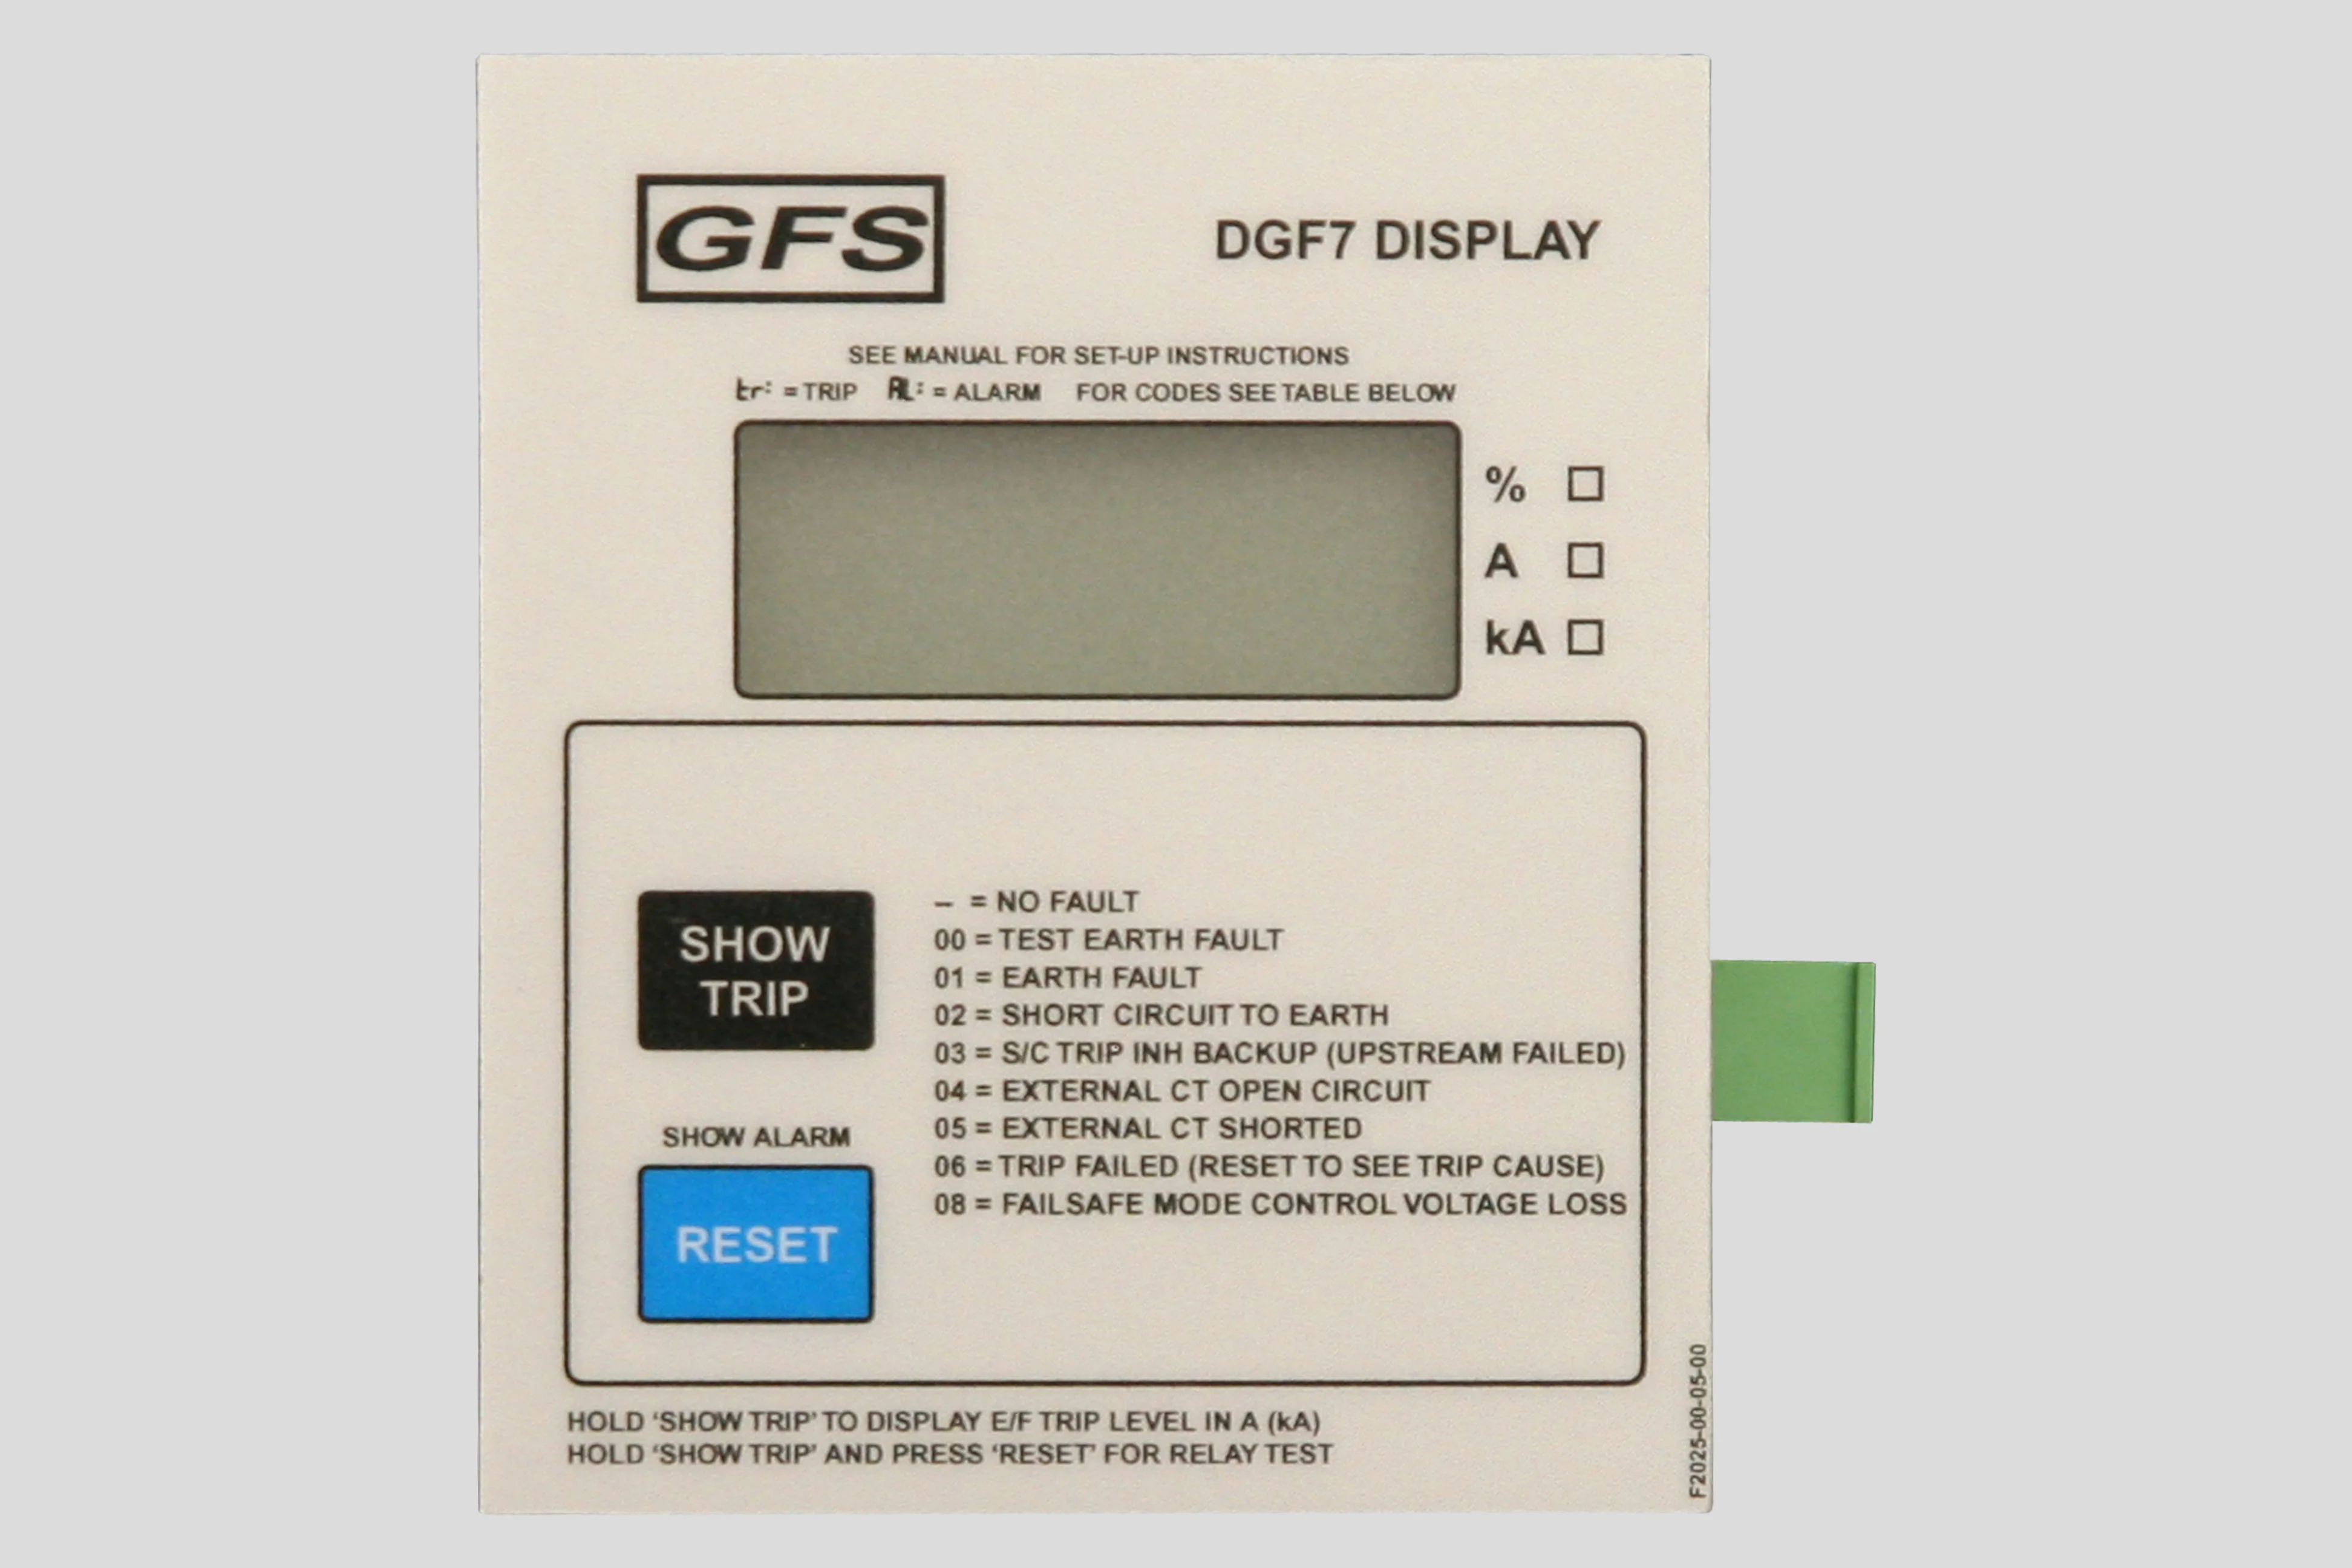 GFS
DGF7 DISPLAY
SEE MANUAL FOR SET-UP INSTRUCTIONS
tr: = TRIP AL: = ALARM FOR CODES SEE TABLE BELOW
%
A
kA
SHOW
TRIP
– = NO FAULT
00 = TEST EARTH FAULT
01 = EARTH FAULT
02 = SHORT CIRCUIT TO EARTH
03 = S/C TRIP INH BACKUP (UPSTREAM FAILED)
04 = EXTERNAL CT OPEN CIRCUIT
05 = EXTERNAL CT SHORTED
06 = TRIP FAILED (RESET TO SEE TRIP CAUSE)
08 = FAILSAFE MODE CONTROL VOLTAGE LOSS
SHOW ALARM
RESET
HOLD ‘SHOW TRIP’ TO DISPLAY E/F TRIP LEVEL IN A (kA)
HOLD ‘SHOW TRIP’ AND PRESS ‘RESET’ FOR RELAY TEST
F2025-00-05-00